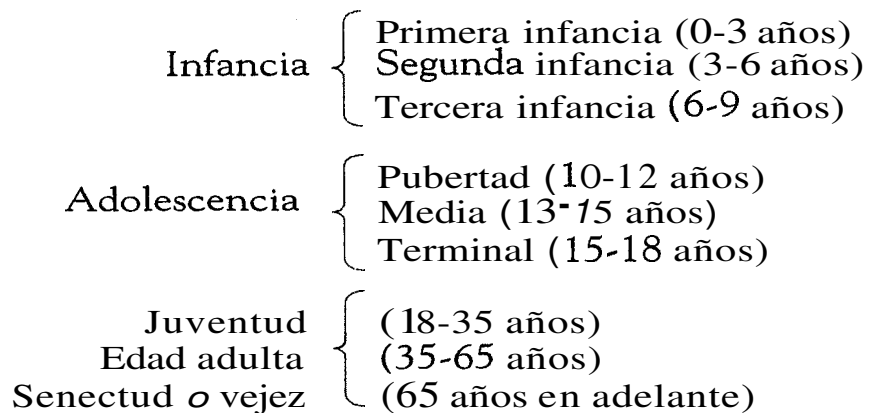 Primera infancia (0-3 años)
Infancia Segunda infancia (3-6 años)
Tercera infancia (6-9 años)
Pubertad (10-12 años)
Adolescencia Media (13-15 años)
Terminal (15-18 años)
Juventud (18-35 años)
Edad adulta (35-65 años)
Senectud o vejez (65 años en adelante)